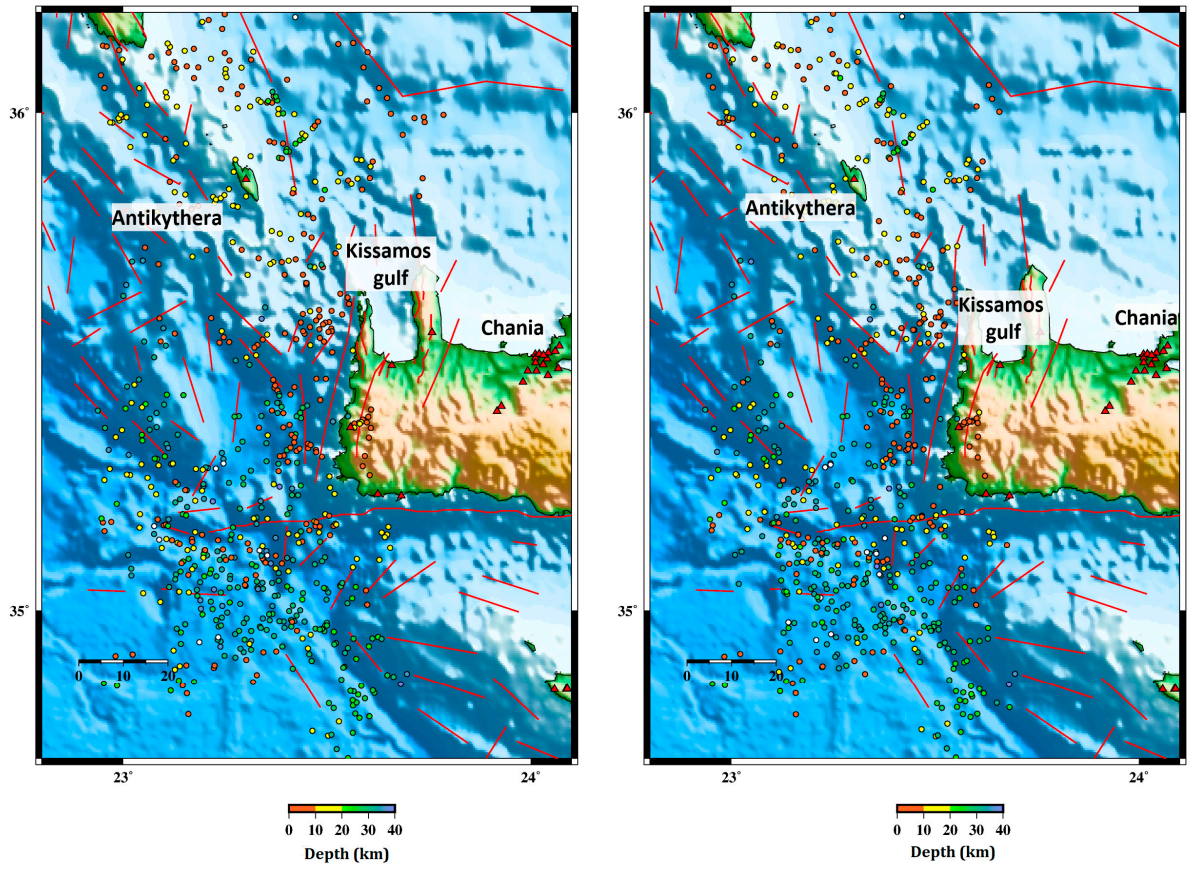 36°
36°
Antikythera
Antikythera
Kissamos
gulf
Kissamos
gulf
Chania
Chania
35°
35°
0 10 20
0 10 20
23° 24°
23° 24°
0 10 20 30 40
0 10 20 30 40
Depth (km)
Depth (km)